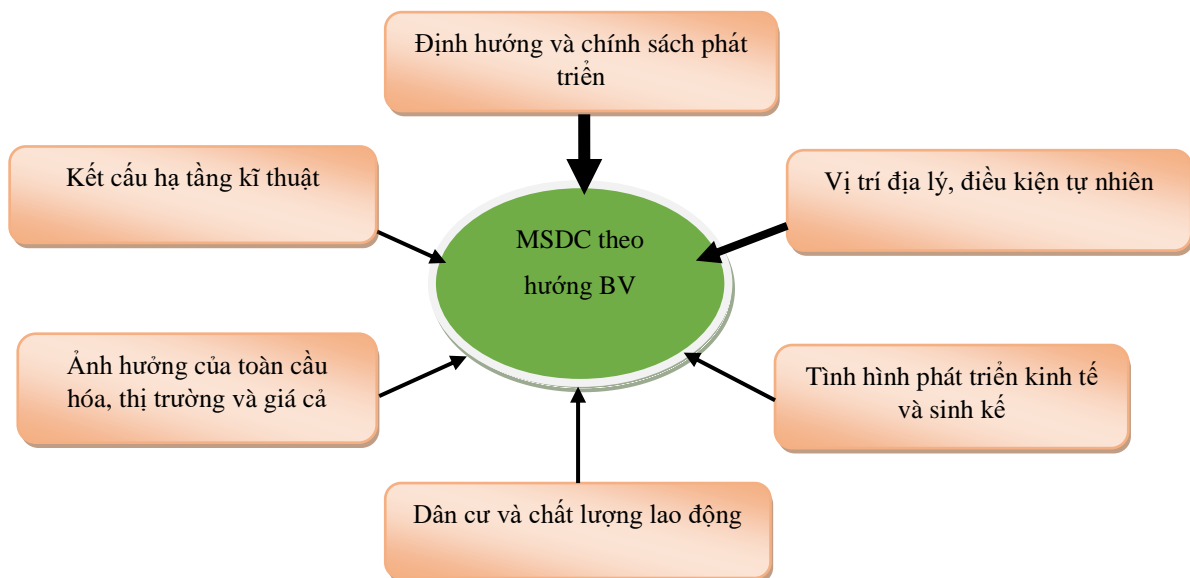 Định hướng và chính sách phát
triển
Kết cấu hạ tầng kĩ thuật
Vị trí địa lý, điều kiện tự nhiên
MSDC theo
hướng BV
Ảnh hưởng của toàn cầu
hóa, thị trường và giá cả
Tình hình phát triển kinh tế
và sinh kế
Dân cư và chất lượng lao động